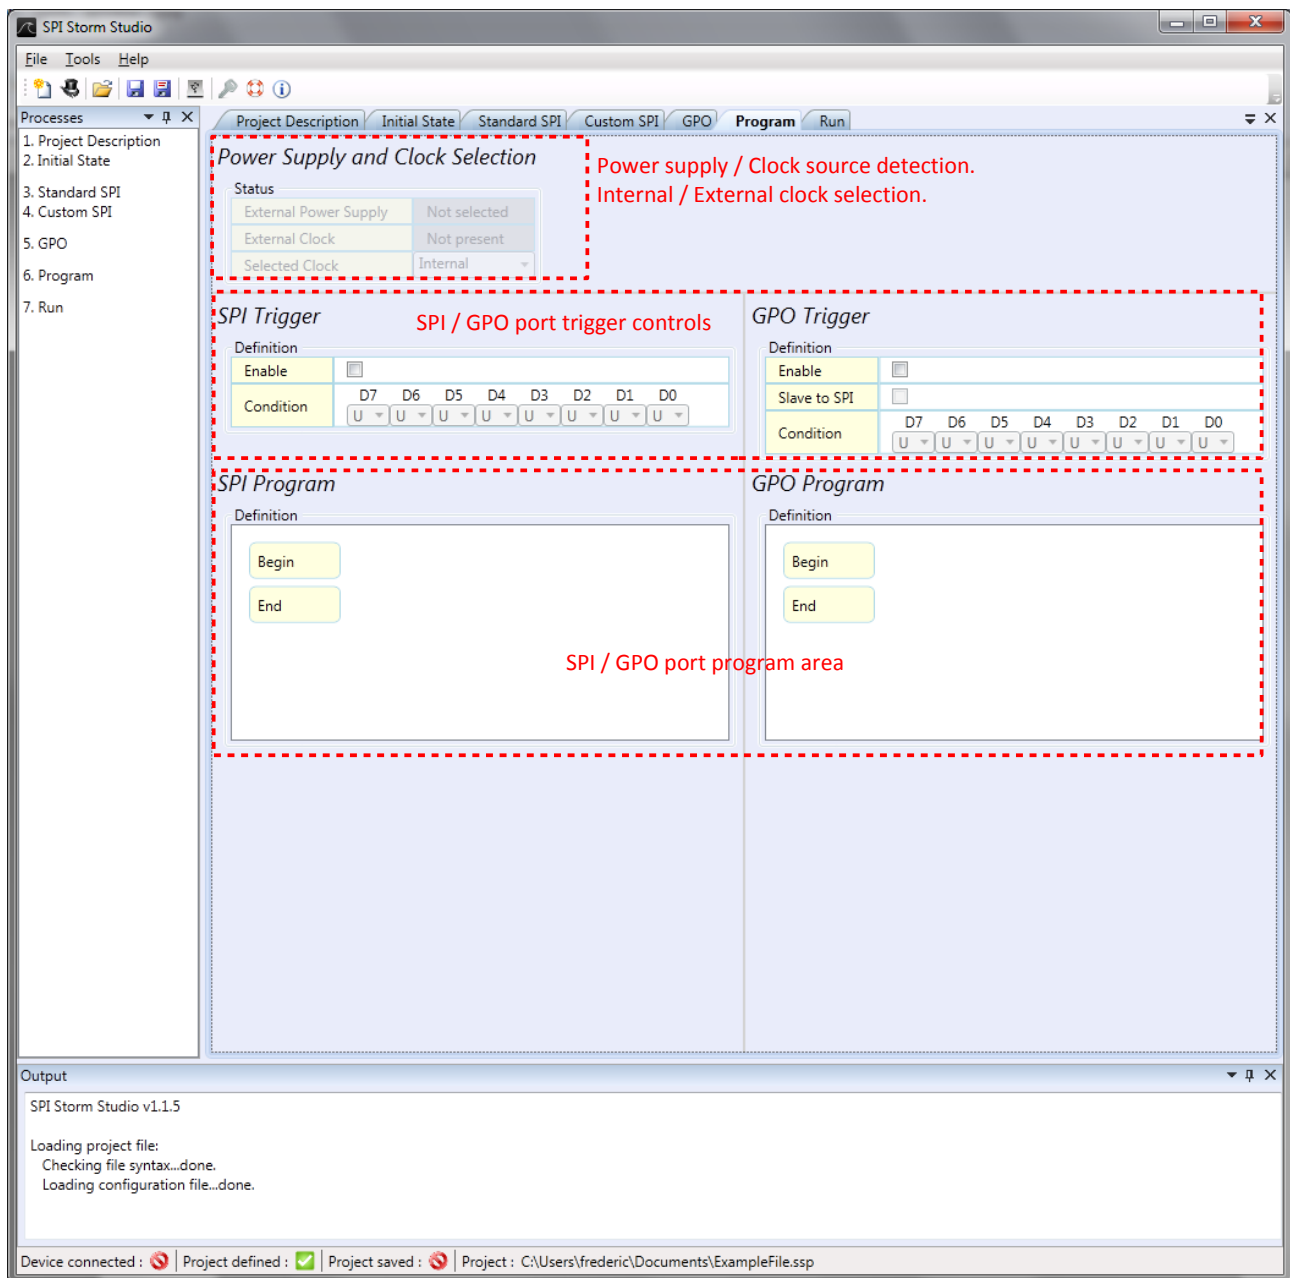 SPI Storm Studio
File Tools Help
Processes
1. Project Description
2. Initial State
3. Standard SPI
4. Custom SPI
5. GPO
6. Program
7. Run
Project Description Initial State Standard SPI Custom SPI GPO Program Run
Power Supply and Clock Selection
Status
External Power Supply Not selected
External Clock Not present
Selected Clock Internal
Power supply / Clock source detection.
Internal / External clock selection.
SPI Trigger
SPI / GPO port trigger controls
Definition
Enable
Condition
D7 D6 D5 D4 D3 D2 D1 D0
U U U U U U U U
GPO Trigger
Definition
Enable
Slave to SPI
Condition
D7 D6 D5 D4 D3 D2 D1 D0
U U U U U U U U
SPI Program
Definition
Begin
End
GPO Program
Definition
Begin
End
SPI / GPO port program area
Output
SPI Storm Studio v1.1.5
Loading project file:
Checking file syntax...done.
Loading configuration file...done.
Device connected : Project defined : Project saved : Project : C:\Users\frederic\Documents\ExampleFile.ssp